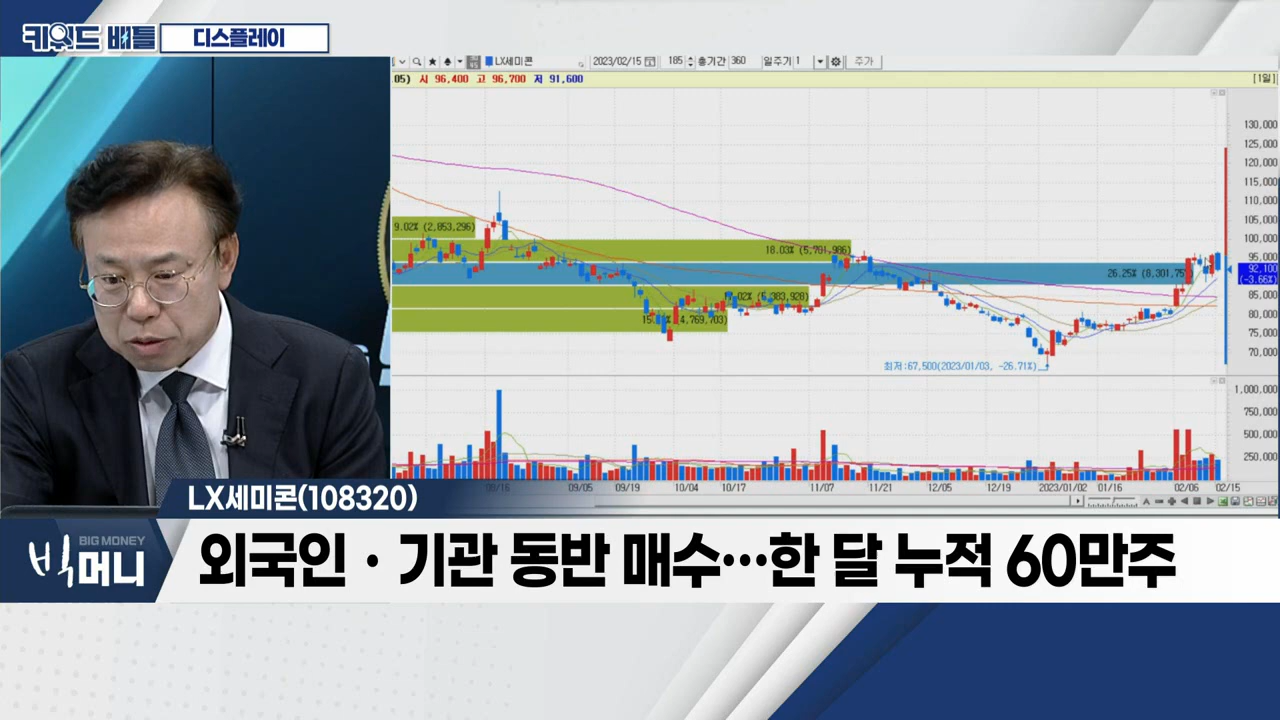 키워드 배틀
디스플레이
LX세미콘
2023/02/15
185 총기간 360 일주기 1
주가
05) 시 96,400 고 96,700 저 91,600
[1일]
130,000
125,000
120,000
115,000
110,000
105,000
100,000
95,000
92,100
(-3.66%)
85,000
80,000
75,000
70,000
9.02% (2,853,296)
18.03% (5,701,986)
26.25% (8,301,75
4,769,703)
최저:67,500(2023/01/03, -26.71%)
1,000,000
750,000
500,000
250,000
09/05 09/19 10/04 10/17 11/07 11/21 12/05 12/19 2023/01/02 01/16 02/06 02/15
LX세미콘(108320)
BIG MONEY
빅머니
외국인·기관 동반 매수…한 달 누적 60만주